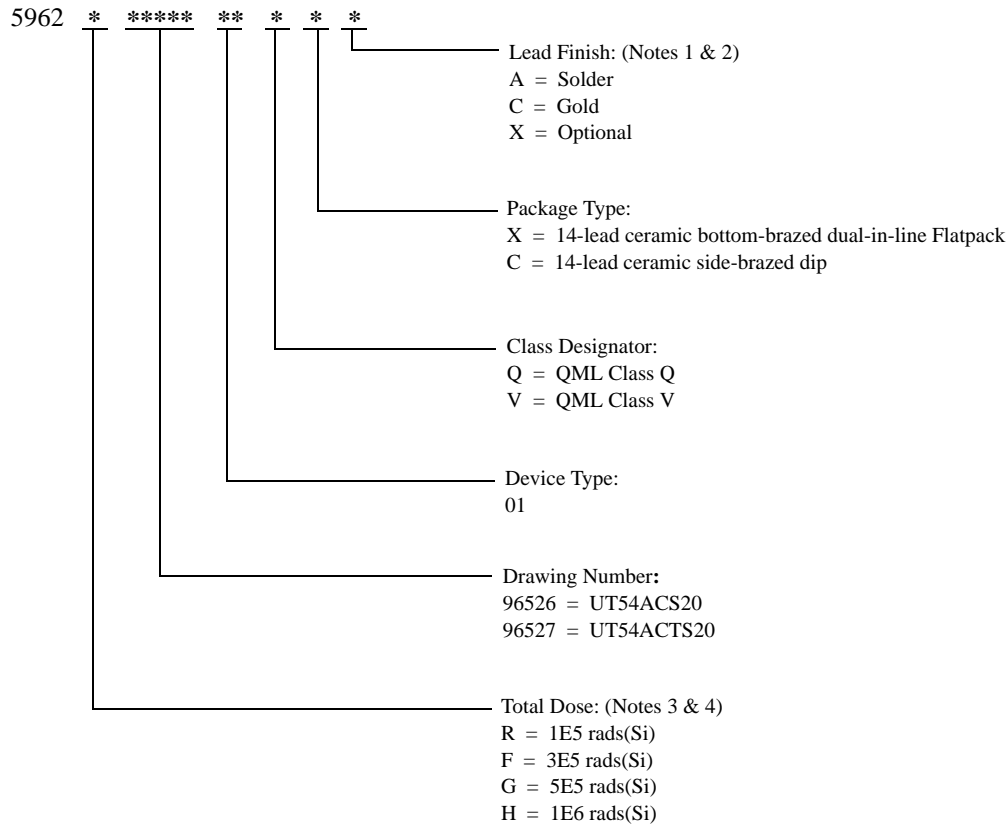 5962 * ***** ** * * *
Lead Finish: (Notes 1 & 2)
A = Solder
C = Gold
X = Optional
Package Type:
X = 14-lead ceramic bottom-brazed dual-in-line Flatpack
C = 14-lead ceramic side-brazed dip
Class Designator:
Q = QML Class Q
V = QML Class V
Device Type:
01
Drawing Number:
96526 = UT54ACS20
96527 = UT54ACTS20
Total Dose: (Notes 3 & 4)
R = 1E5 rads(Si)
F = 3E5 rads(Si)
G = 5E5 rads(Si)
H = 1E6 rads(Si)